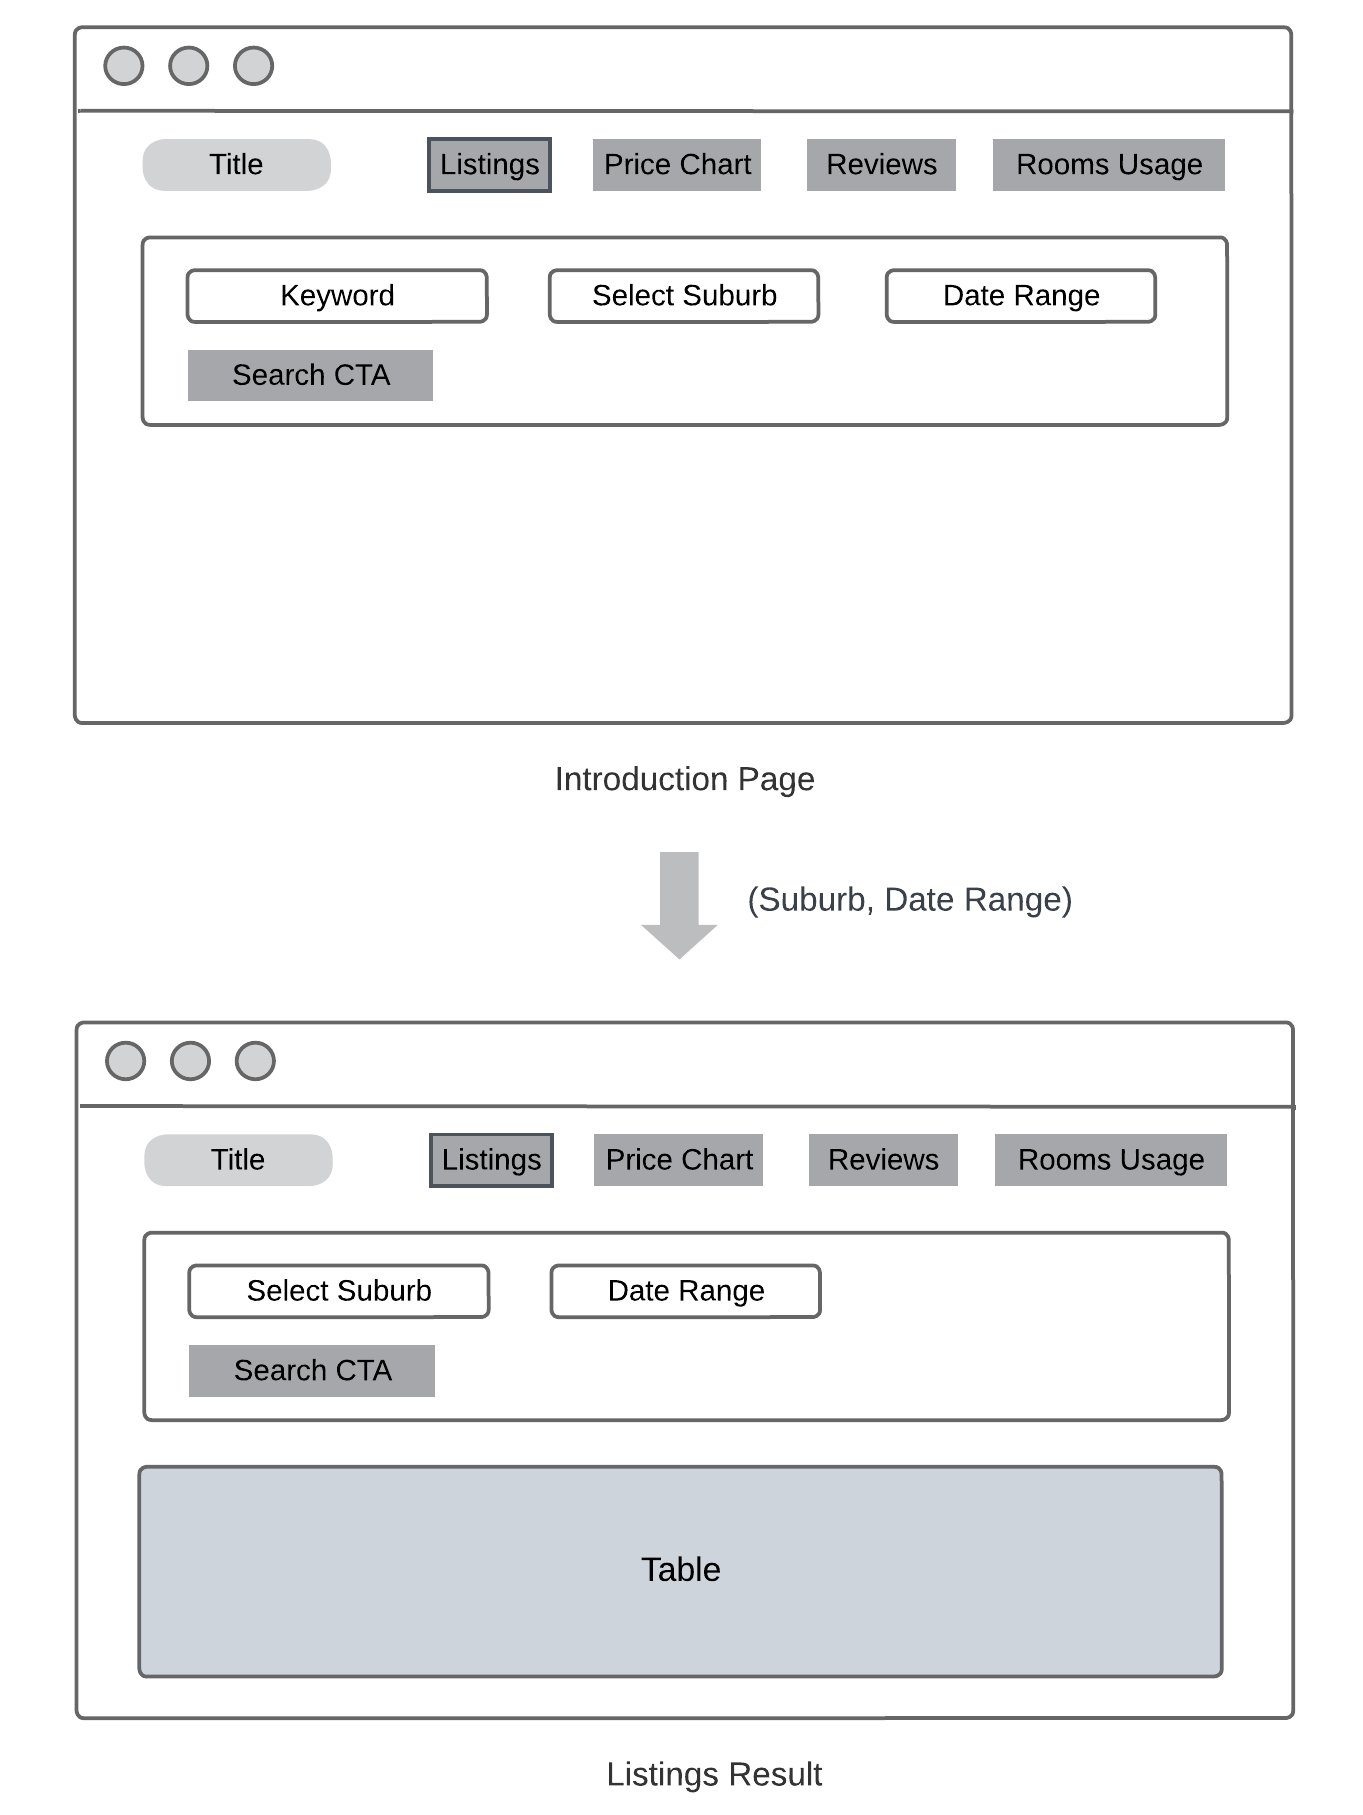 Title Listings Price Chart Reviews Rooms Usage
Keyword Select Suburb Date Range
Search CTA
Introduction Page
(Suburb, Date Range)
Title Listings Price Chart Reviews Rooms Usage
Select Suburb Date Range
Search CTA
Table
Listings Result